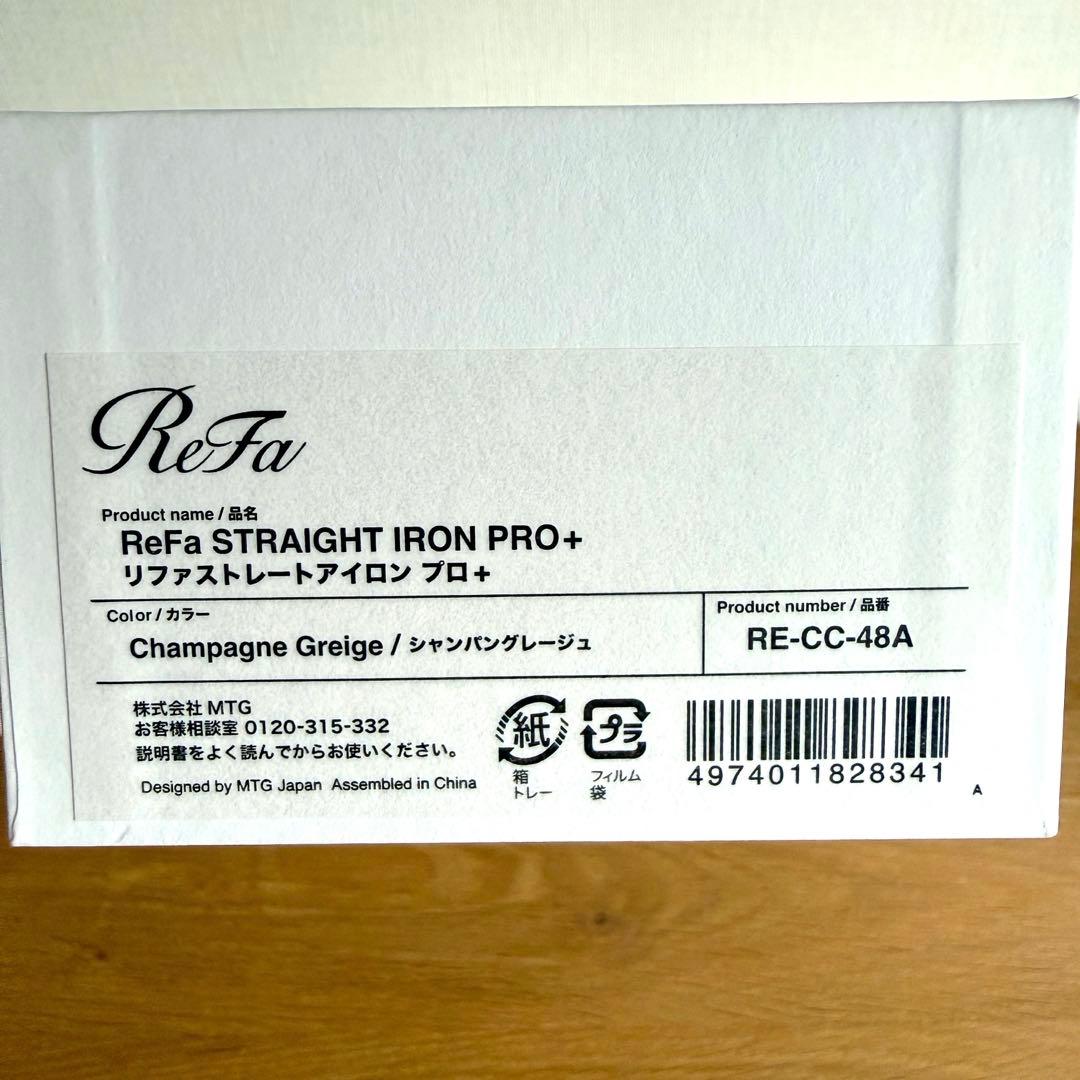 ReFa
Product name / 品名
ReFa STRAIGHT IRON PRO+
リファストレートアイロン プロ+
Color / カラー
Champagne Greige / シャンパングレージュ
Product number / 品番
RE-CC-48A
株式会社 MTG
お客様相談室 0120-315-332
説明書をよく読んでからお使いください。
Designed by MTG Japan Assembled in China
紙
箱
トレー
プラ
フィルム
袋
4974011828341
A